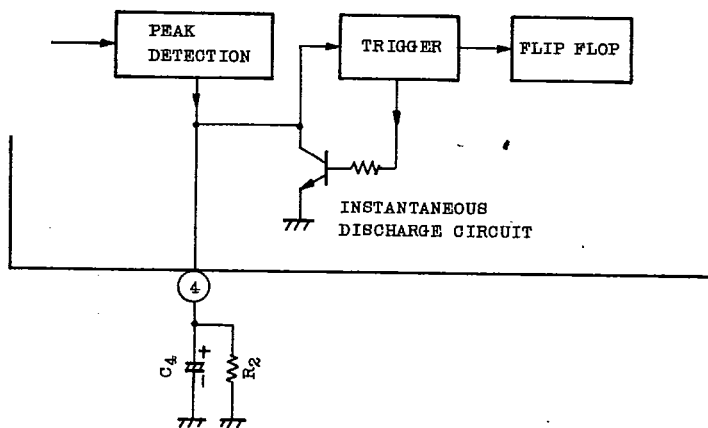 PEAK
DETECTION
TRIGGER
FLIP FLOP
INSTANTANEOUS
DISCHARGE CIRCUIT
4
C4
+
−
R2